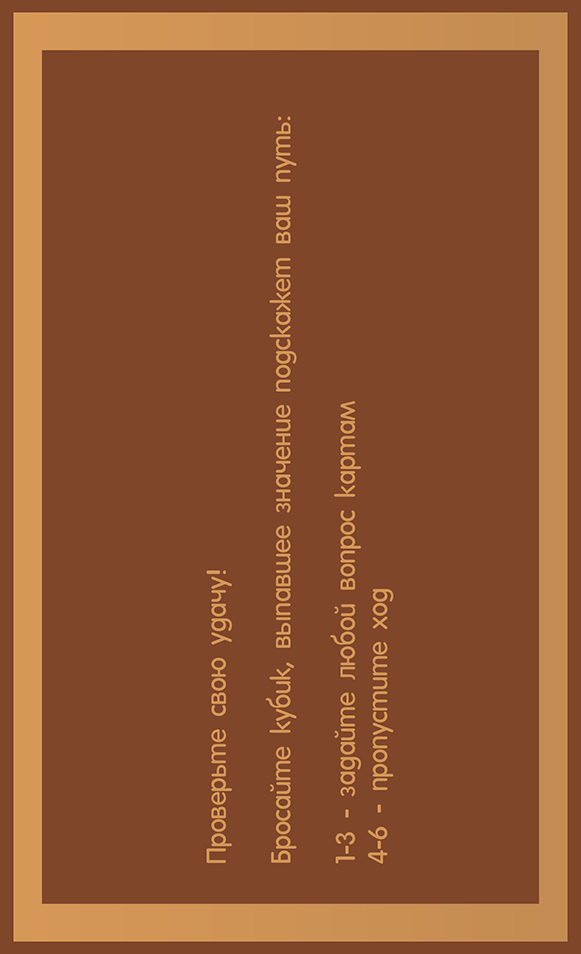 Проверьте свою удачу!
Бросайте кубик, выпавшее значение подскажет ваш путь:
1-3 - задайте любой вопрос картам
4-6 - пропустите ход